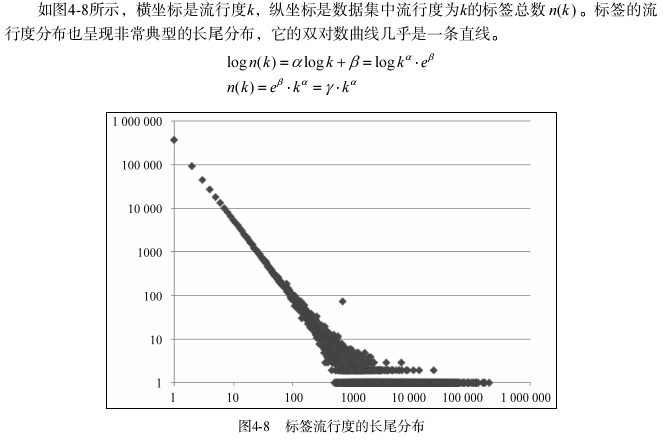 如图4-8所示，横坐标是流行度k，纵坐标是数据集中流行度为k的标签总数n(k)。标签的流
行度分布也呈现非常典型的长尾分布，它的双对数曲线几乎是一条直线。
log n(k) = α log k + β = log k^α · e^β
n(k) = e^β · k^α = γ · k^α
1 000 000
100 000
10 000
1000
100
10
1
1 10 100 1000 10 000 100 000 1 000 000
图4-8 标签流行度的长尾分布